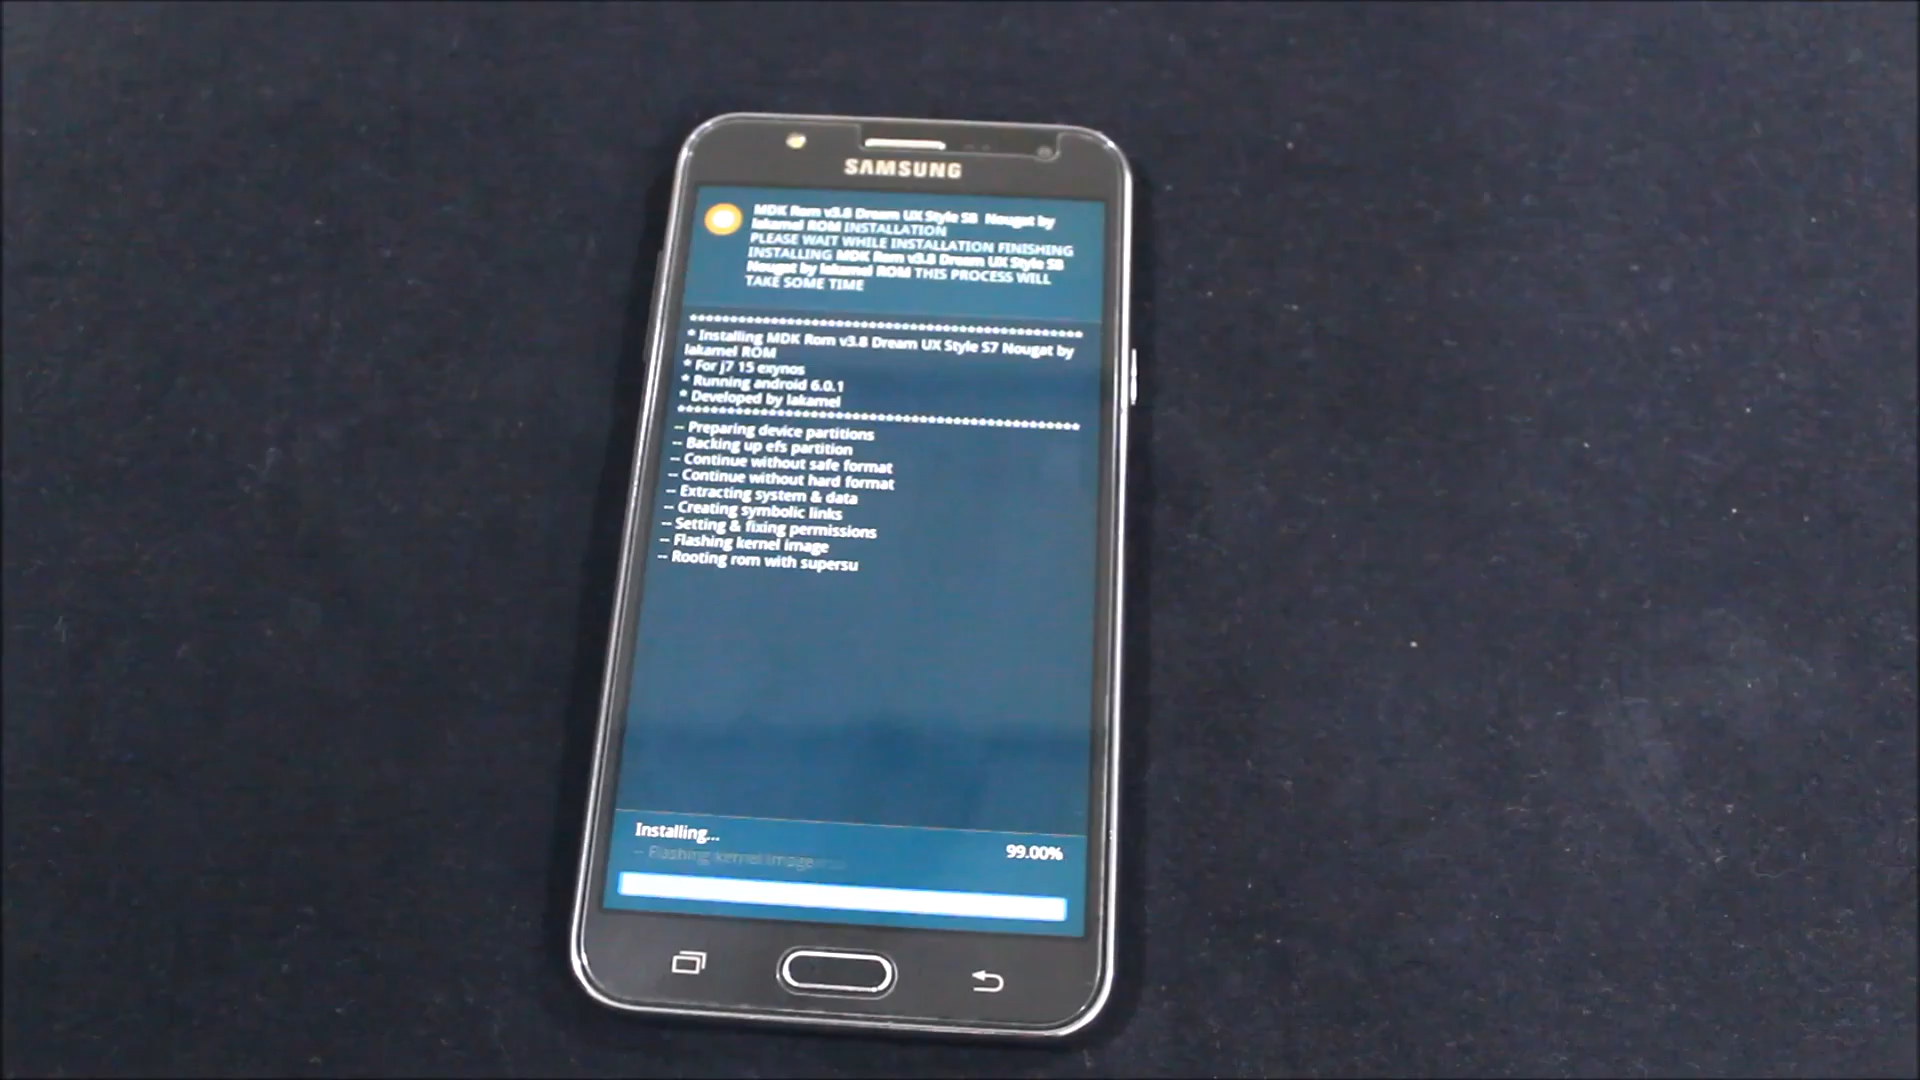 SAMSUNG
MDK Rom v3.8 Dream UX Style S8 Nougat by
lakamel ROM INSTALLATION
PLEASE WAIT WHILE INSTALLATION FINISHING
INSTALLING MDK Rom v3.8 Dream UX Style S8
Nougat by lakamel ROM THIS PROCESS WILL
TAKE SOME TIME
**************************************************
* Installing MDK Rom v3.8 Dream UX Style S7 Nougat by
lakamel ROM
* For j7 15 exynos
* Running android 6.0.1
* Developed by lakamel
**************************************************
-- Preparing device partitions
-- Backing up efs partition
-- Continue without safe format
-- Continue without hard format
-- Extracting system & data
-- Creating symbolic links
-- Setting & fixing permissions
-- Flashing kernel image
-- Rooting rom with supersu
Installing...
99.00%
-- Flashing kernel image